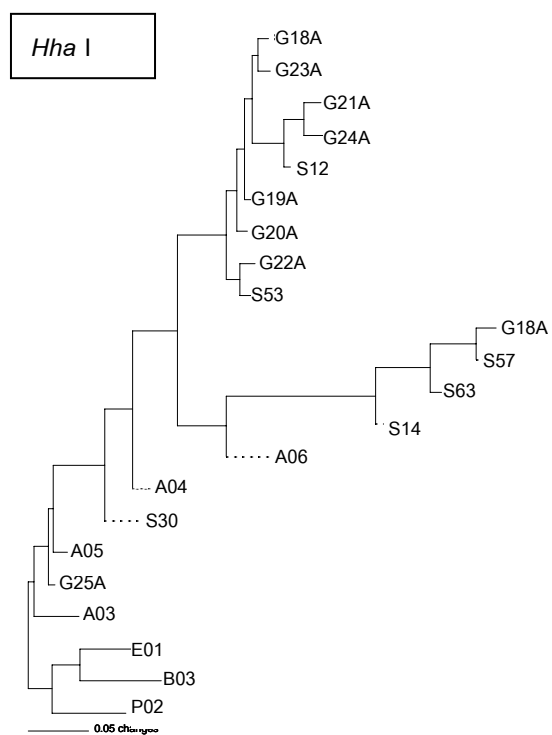 Hha I
G18A
G23A
G21A
G24A
S12
G19A
G20A
G22A
S53
G18A
S57
S63
S14
A06
A04
S30
A05
G25A
A03
E01
B03
P02
0.05 changes